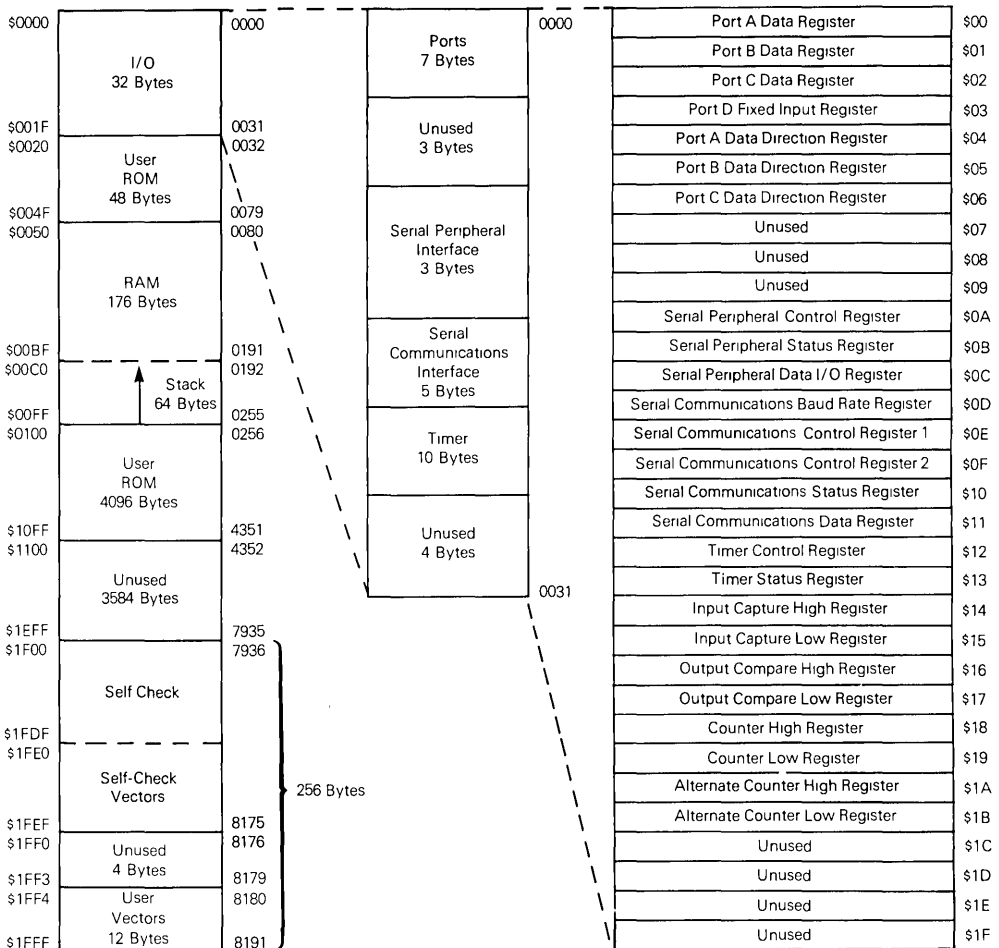 $0000
I/O
32 Bytes
$001F
$0020
User
ROM
48 Bytes
$004F
$0050
RAM
176 Bytes
$00BF
$00C0
Stack
64 Bytes
$00FF
$0100
User
ROM
4096 Bytes
$10FF
$1100
Unused
3584 Bytes
$1EFF
$1F00
Self Check
$1FDF
$1FE0
Self-Check
Vectors
$1FEF
$1FF0
Unused
4 Bytes
$1FF3
$1FF4
User
Vectors
12 Bytes
$1FFF
0000
0031
0032
0079
0080
0191
0192
0255
0256
4351
4352
7935
7936
8175
8176
8179
8180
8191
256 Bytes
Ports
7 Bytes
Unused
3 Bytes
Serial Peripheral
Interface
3 Bytes
Serial
Communications
Interface
5 Bytes
Timer
10 Bytes
Unused
4 Bytes
0000
0031
Port A Data Register $00
Port B Data Register $01
Port C Data Register $02
Port D Fixed Input Register $03
Port A Data Direction Register $04
Port B Data Direction Register $05
Port C Data Direction Register $06
Unused $07
Unused $08
Unused $09
Serial Peripheral Control Register $0A
Serial Peripheral Status Register $0B
Serial Peripheral Data I/O Register $0C
Serial Communications Baud Rate Register $0D
Serial Communications Control Register 1 $0E
Serial Communications Control Register 2 $0F
Serial Communications Status Register $10
Serial Communications Data Register $11
Timer Control Register $12
Timer Status Register $13
Input Capture High Register $14
Input Capture Low Register $15
Output Compare High Register $16
Output Compare Low Register $17
Counter High Register $18
Counter Low Register $19
Alternate Counter High Register $1A
Alternate Counter Low Register $1B
Unused $1C
Unused $1D
Unused $1E
Unused $1F